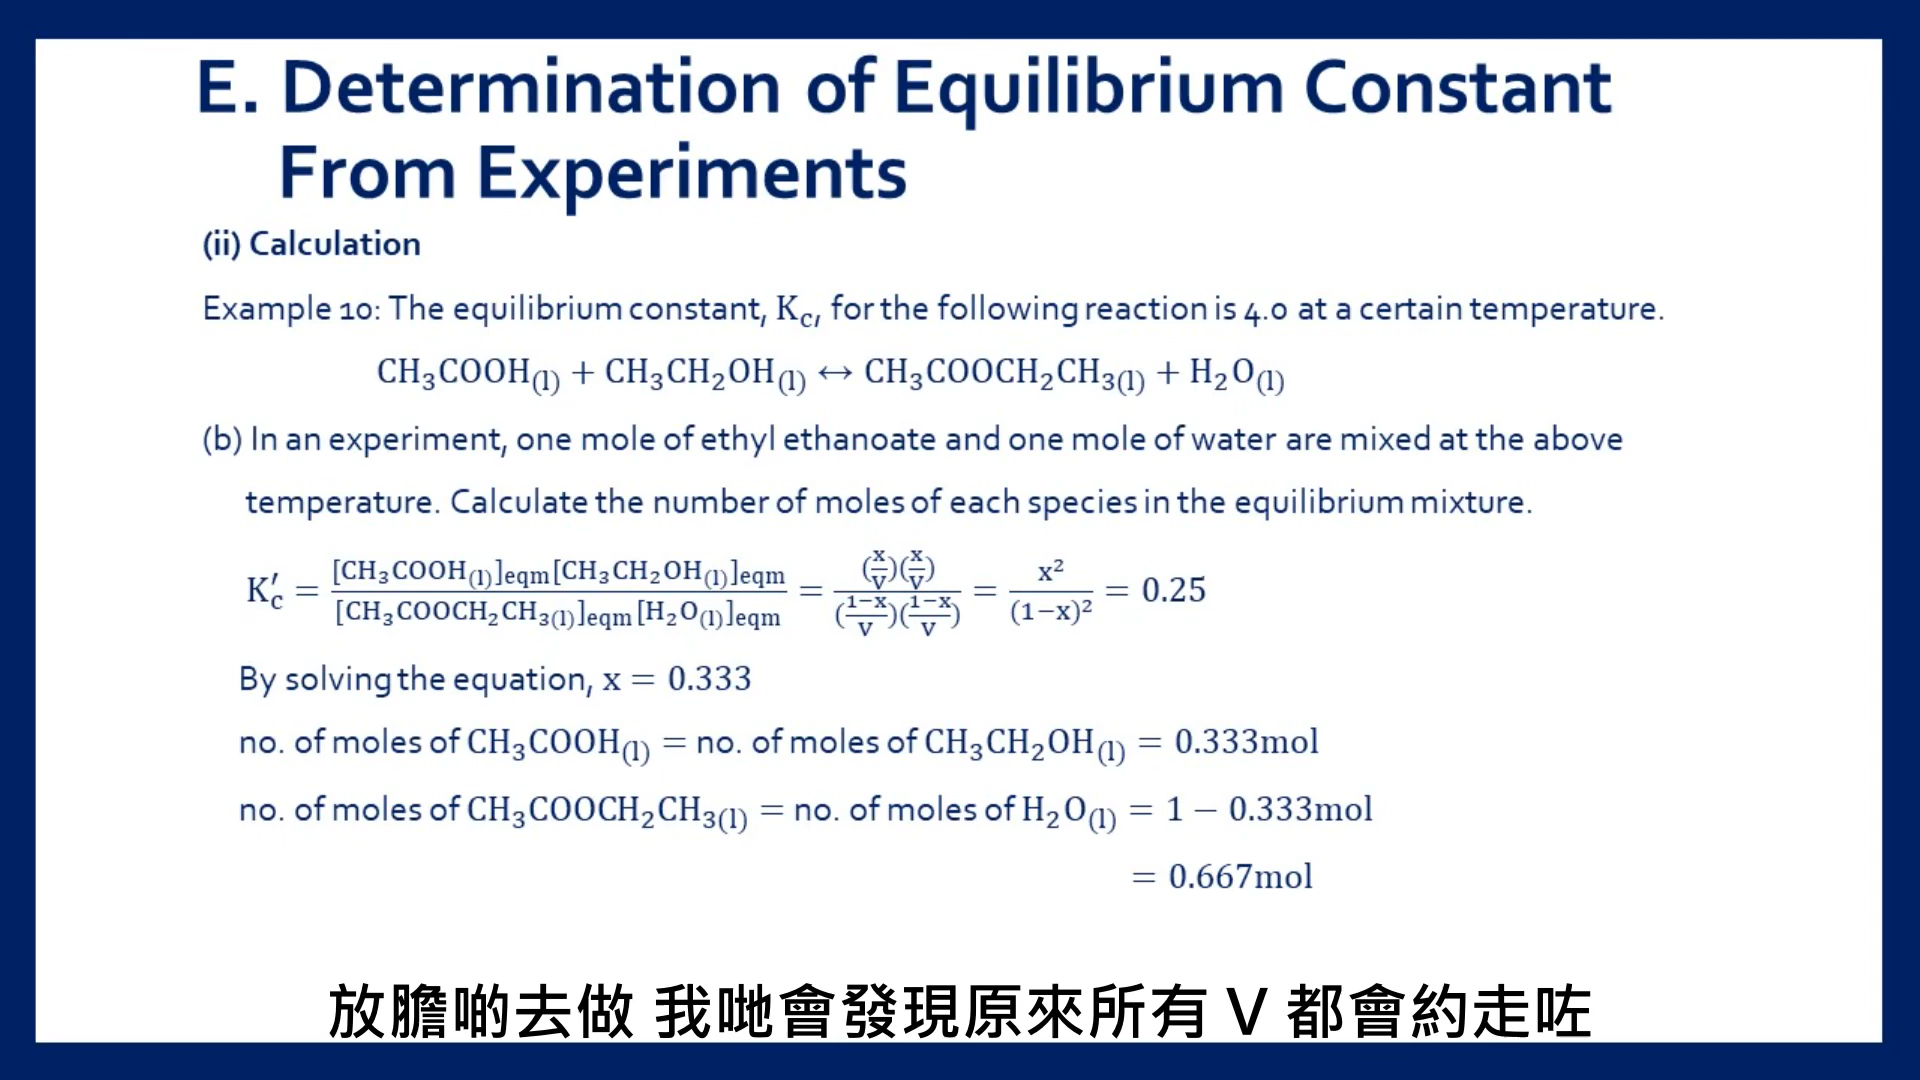 E. Determination of Equilibrium Constant
From Experiments
(ii) Calculation
Example 10: The equilibrium constant, K_c, for the following reaction is 4.0 at a certain temperature.
CH₃COOH(l) + CH₃CH₂OH(l) ↔ CH₃COOCH₂CH₃(l) + H₂O(l)
(b) In an experiment, one mole of ethyl ethanoate and one mole of water are mixed at the above
temperature. Calculate the number of moles of each species in the equilibrium mixture.
K′_c = [CH₃COOH(l)]eqm[CH₃CH₂OH(l)]eqm / [CH₃COOCH₂CH₃(l)]eqm[H₂O(l)]eqm = (x/V)(x/V) / ((1−x)/V)((1−x)/V) = x² / (1−x)² = 0.25
By solving the equation, x = 0.333
no. of moles of CH₃COOH(l) = no. of moles of CH₃CH₂OH(l) = 0.333mol
no. of moles of CH₃COOCH₂CH₃(l) = no. of moles of H₂O(l) = 1 − 0.333mol
= 0.667mol
放膽啲去做 我哋會發現原來所有 V 都會約走咗